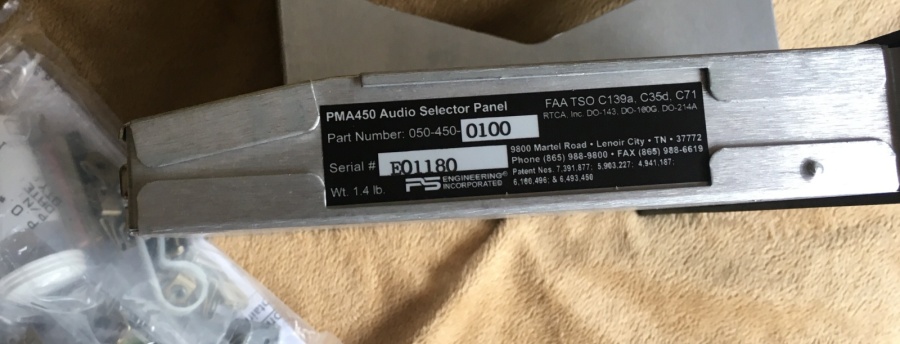 PMA450 Audio Selector Panel
Part Number: 050-450-0100
Serial # E01180
Wt. 1.4 lb.
PS ENGINEERING®
INCORPORATED
FAA TSO C139a, C35d, C71
RTCA, Inc. DO-143, DO-160G, DO-214A
9800 Martel Road • Lenoir City • TN • 37772
Phone (865) 988-9800 • FAX (865) 988-6619
Patent Nos. 7,391,877; 5,903,227; 4,941,187;
6,160,496; & 6,493,450